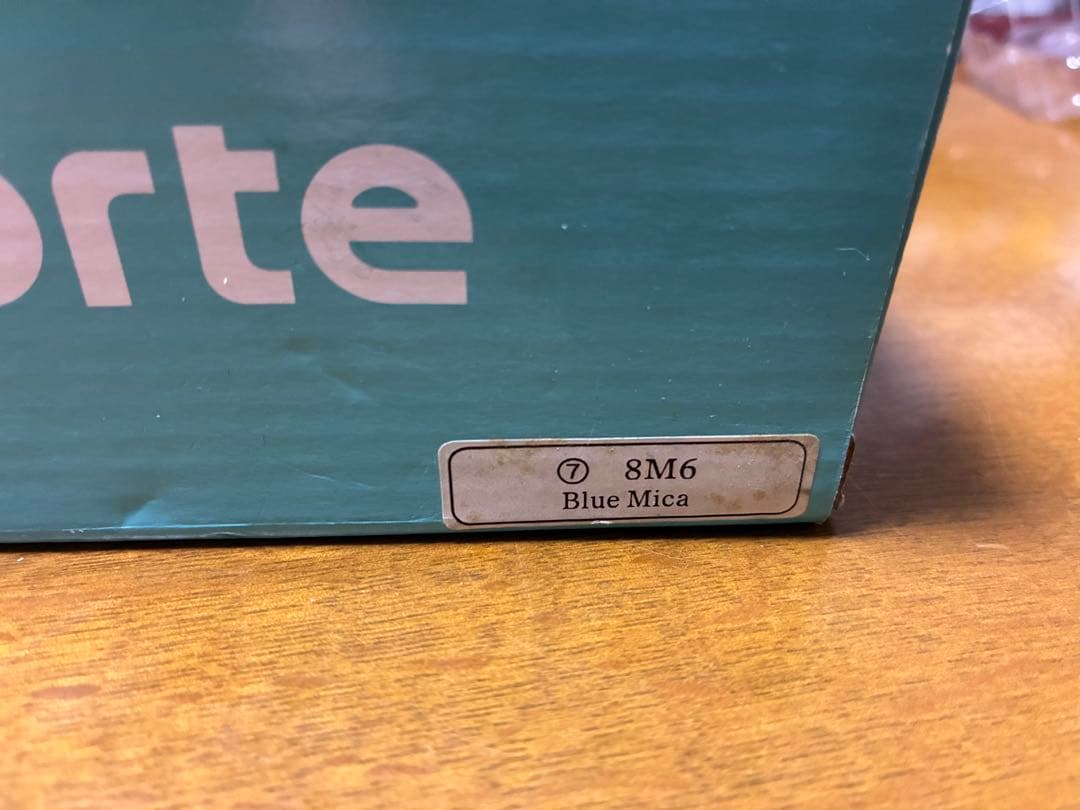 orte
⑦ 8M6
Blue Mica